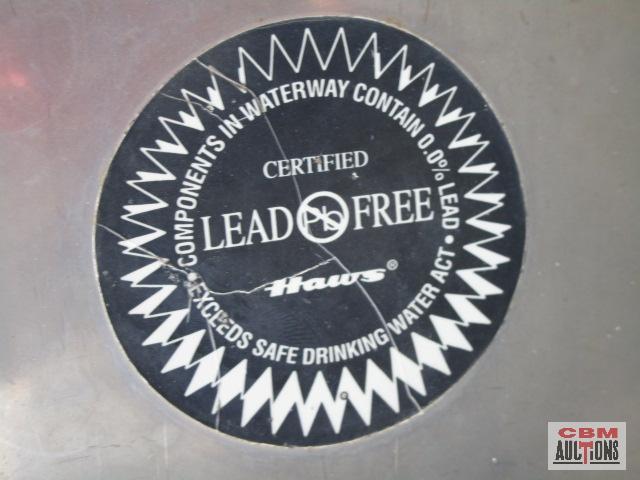 COMPONENTS IN WATERWAY CONTAIN 0.0% LEAD •
CERTIFIED
LEAD Pb FREE
Haws®
EXCEEDS SAFE DRINKING WATER ACT •
CBM
AUCTIONS